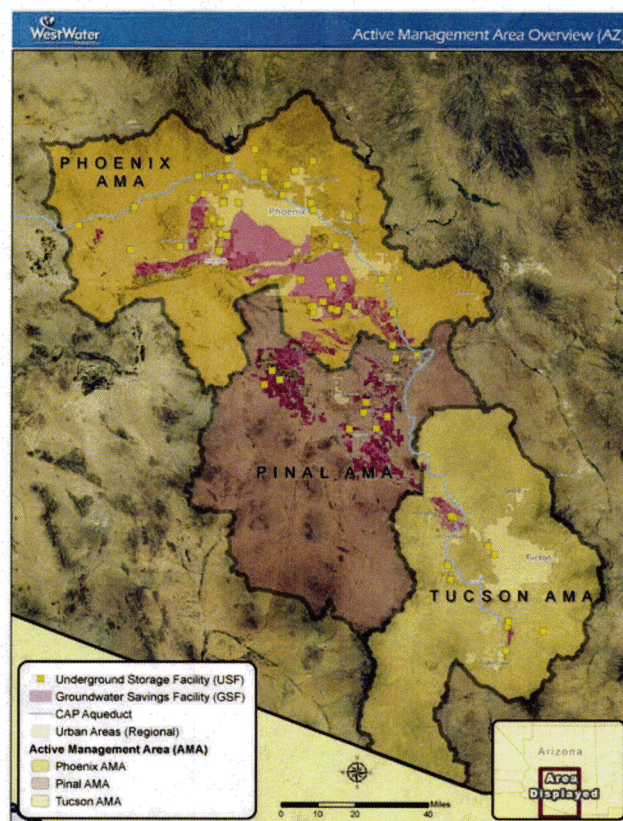 WestWater
Active Management Area Overview (AZ)
PHOENIX
AMA
Phoenix
PINAL AMA
Tucson
TUCSON AMA
Underground Storage Facility (USF)
Groundwater Savings Facility (GSF)
CAP Aqueduct
Urban Areas (Regional)
Active Management Area (AMA)
Phoenix AMA
Pinal AMA
Tucson AMA
Miles
0 10 20 40
Arizona
Area
Displayed